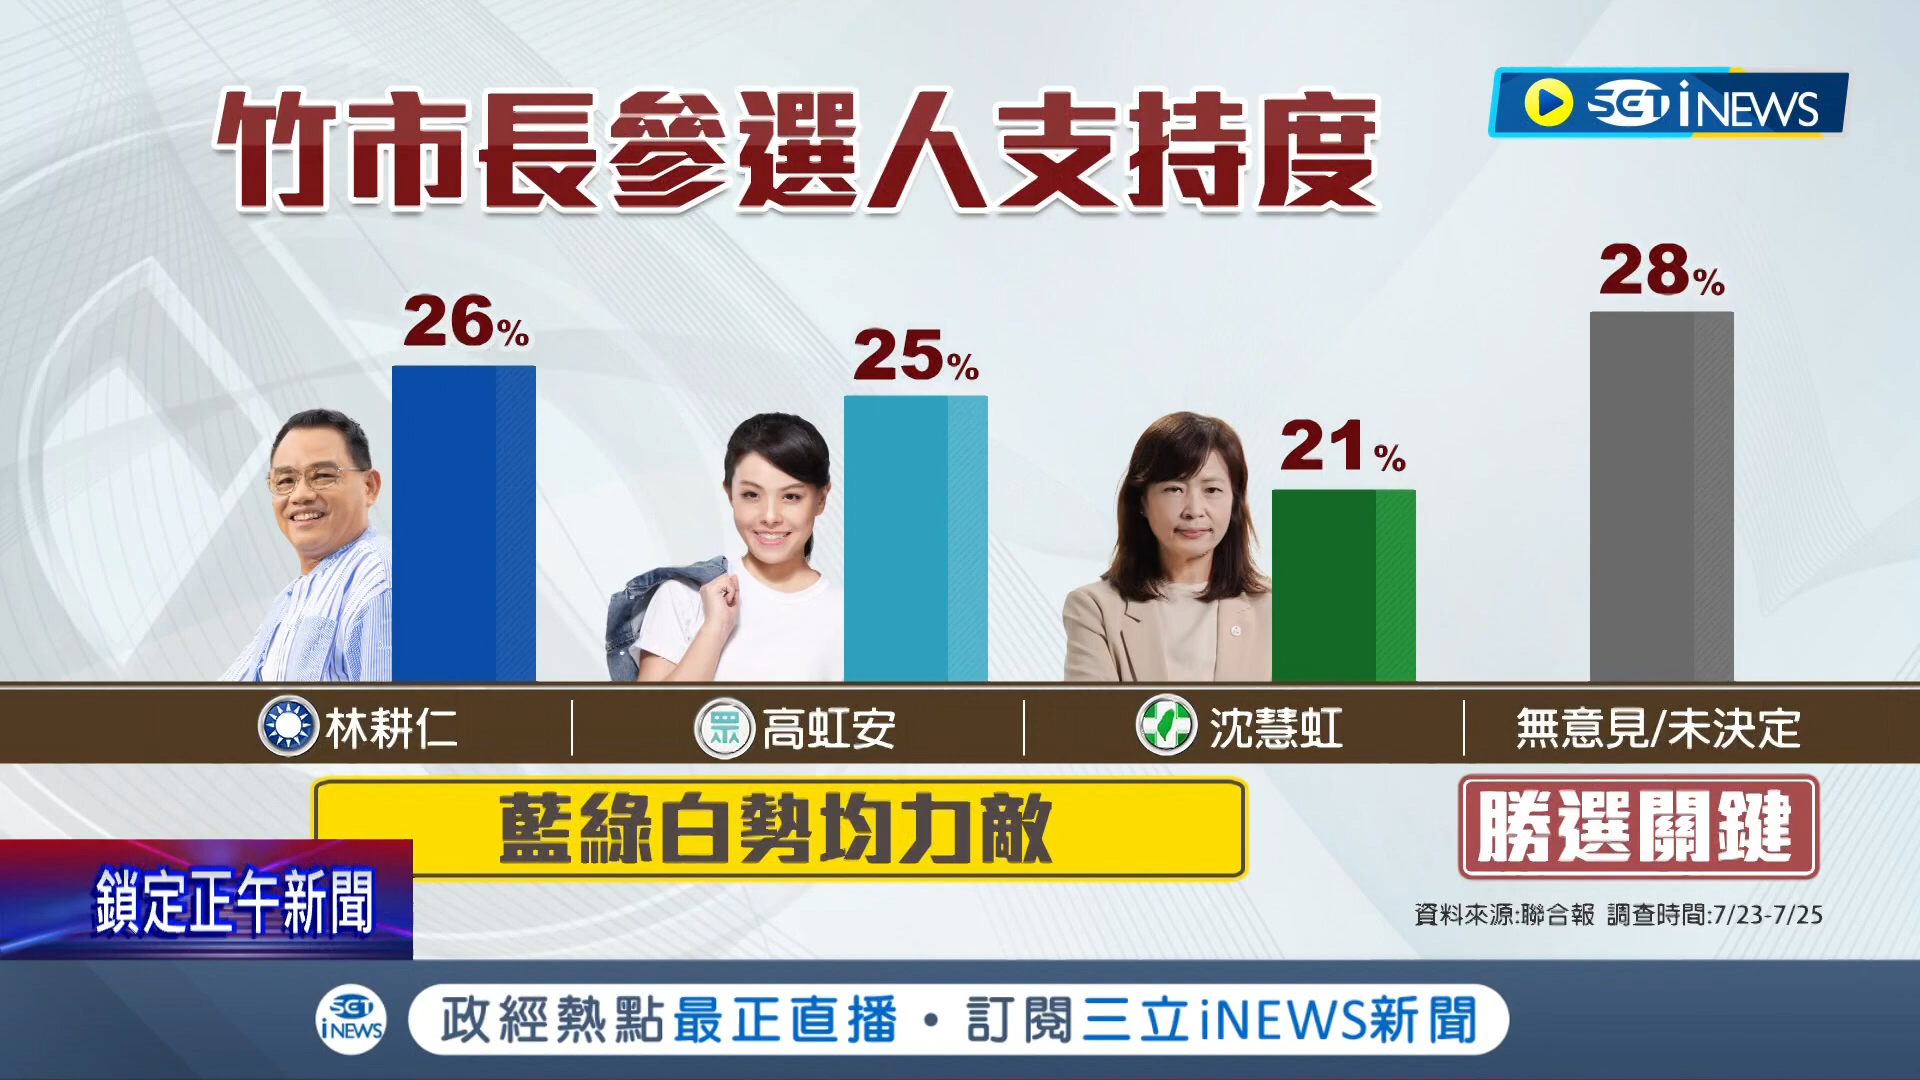 竹市長參選人支持度
SET iNEWS
26%
25%
21%
28%
林耕仁
眾
高虹安
沈慧虹
無意見/未決定
藍綠白勢均力敵
勝選關鍵
鎖定正午新聞
資料來源:聯合報 調查時間:7/23-7/25
SET iNEWS
政經熱點最正直播・訂閱三立iNEWS新聞